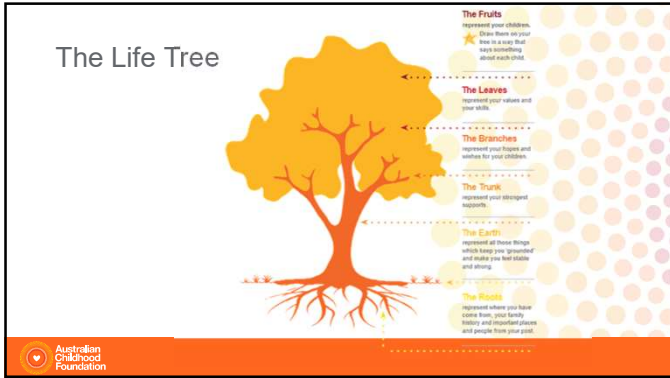 The Life Tree
The Fruits
represent your children.
Draw them on your
tree in a way that
says something
about each child.
The Leaves
represent your values and
your skills.
The Branches
represent your hopes and
wishes for your children.
The Trunk
represent your strongest
supports.
The Earth
represent all those things
which keep you 'grounded'
and make you feel stable
and strong.
The Roots
represent where you have
come from, your family
history and important places
and people from your past.
Australian
Childhood
Foundation